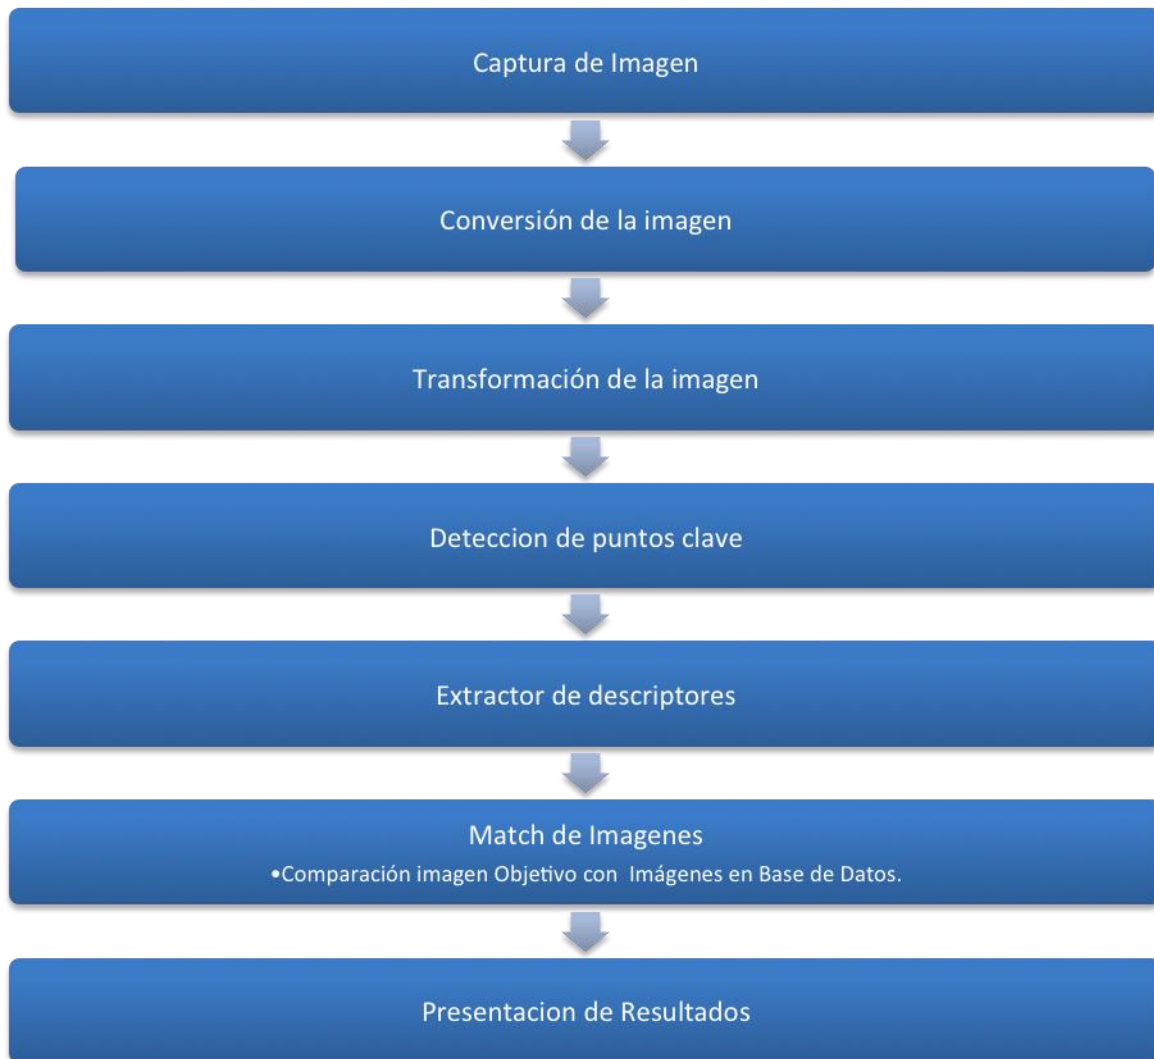 Captura de Imagen
Conversión de la imagen
Transformación de la imagen
Deteccion de puntos clave
Extractor de descriptores
Match de Imagenes
•Comparación imagen Objetivo con Imágenes en Base de Datos.
Presentacion de Resultados